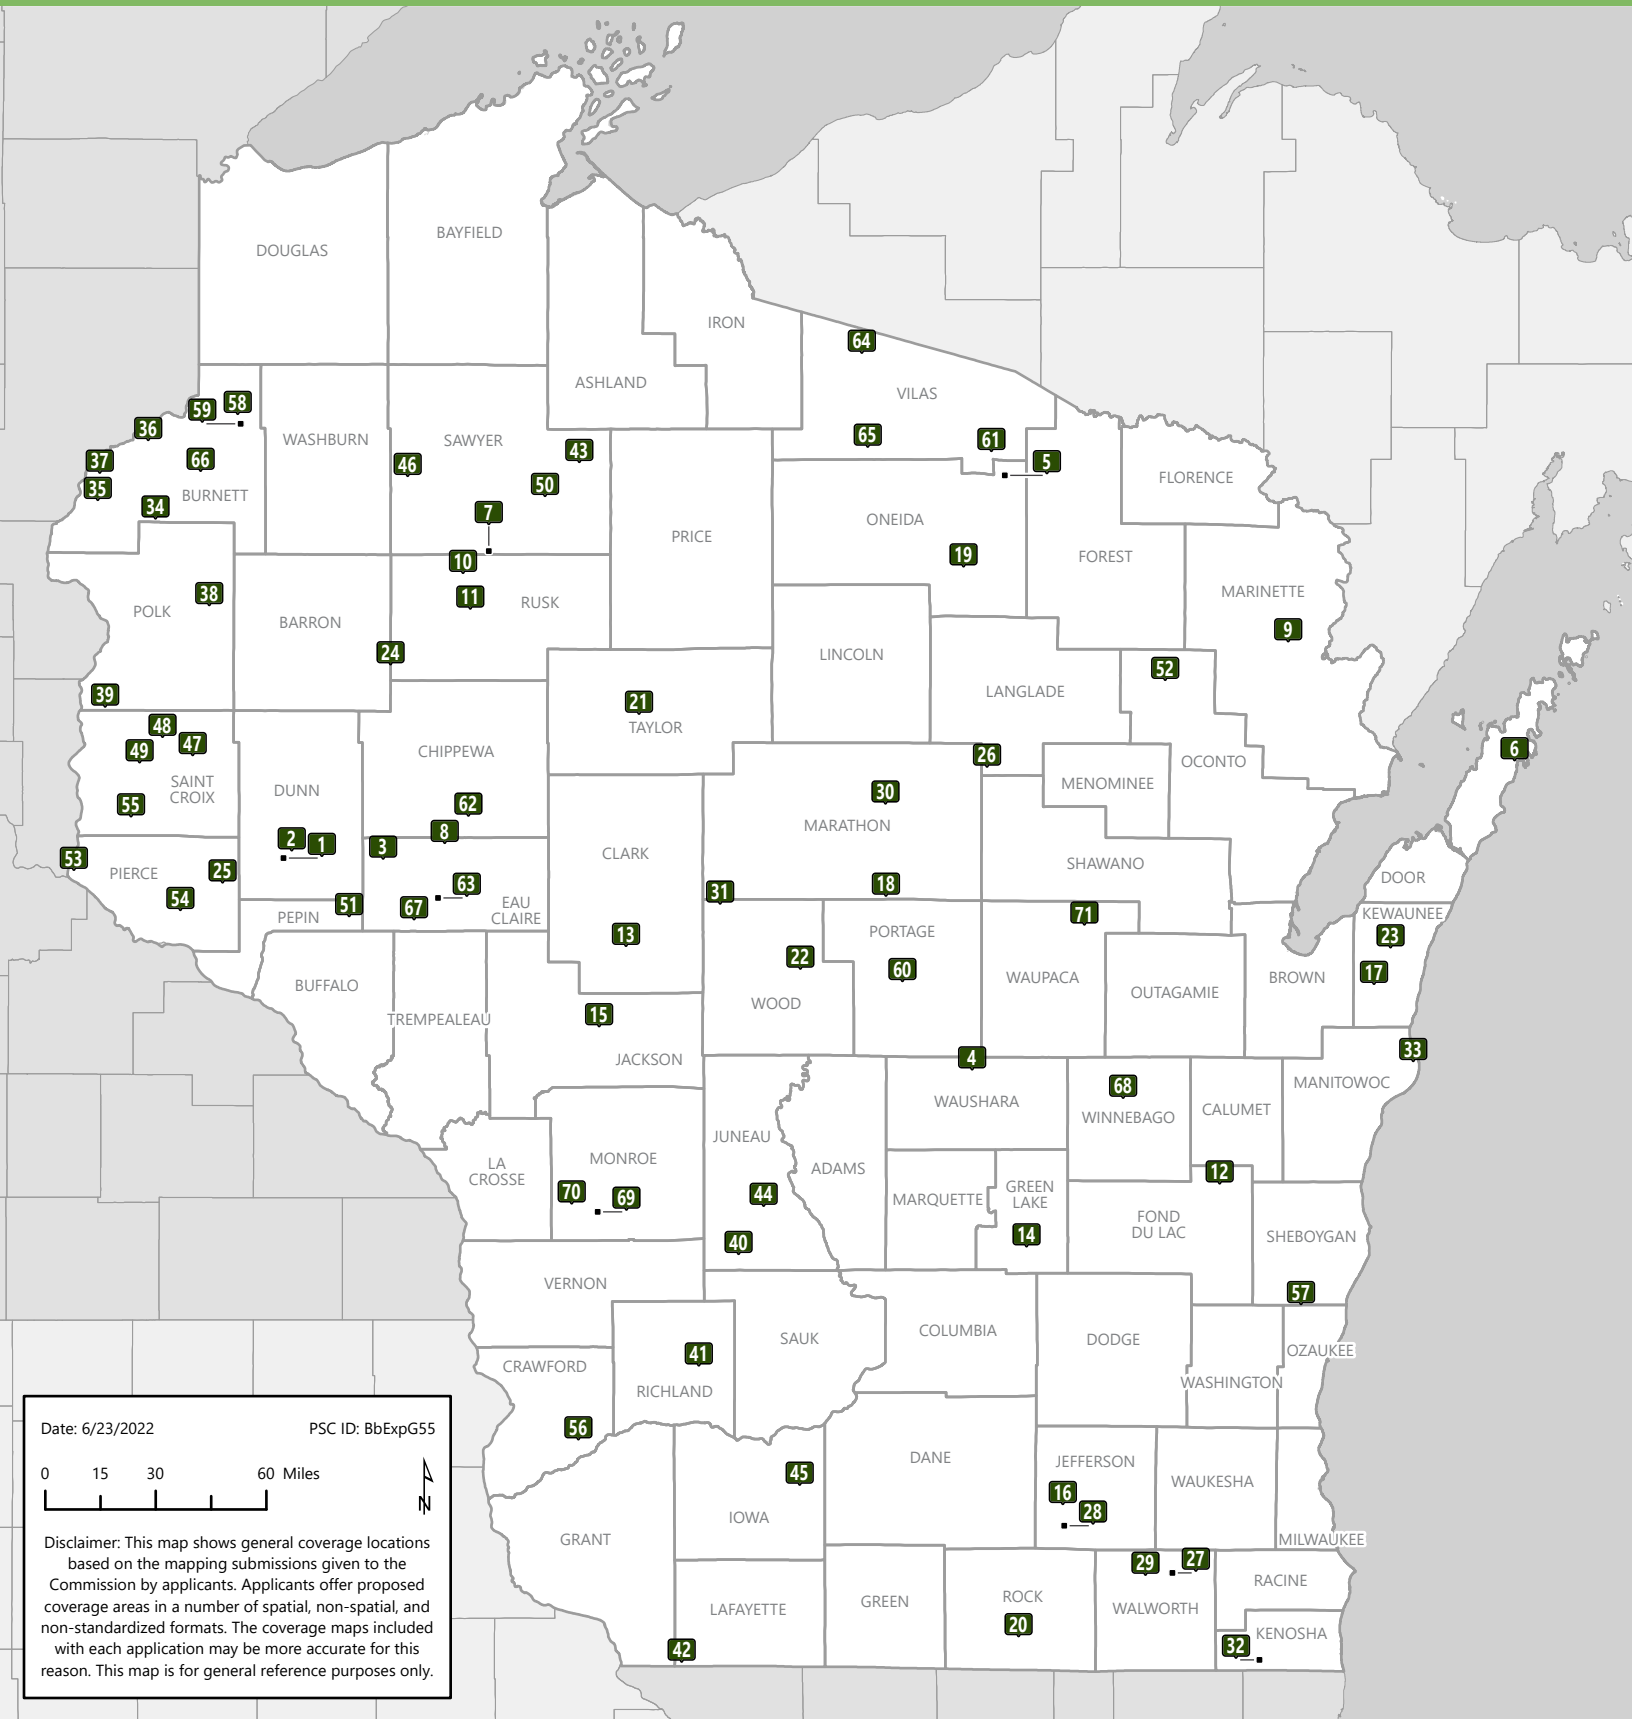 BAYFIELD
DOUGLAS
IRON
64
ASHLAND
VILAS
59
58
36
WASHBURN
SAWYER
43
65
61
37
66
46
5
35
50
FLORENCE
34
BURNETT
7
ONEIDA
PRICE
19
FOREST
10
38
11
RUSK
MARINETTE
POLK
BARRON
9
24
LINCOLN
52
39
LANGLADE
21
TAYLOR
48
49
47
CHIPPEWA
26
6
OCONTO
SAINT
CROIX
DUNN
MENOMINEE
30
55
62
MARATHON
2
1
8
3
CLARK
53
SHAWANO
PIERCE
25
DOOR
54
63
18
31
51
67
EAU
CLAIRE
PEPIN
71
KEWAUNEE
13
PORTAGE
23
22
60
17
WAUPACA
BROWN
BUFFALO
OUTAGAMIE
WOOD
15
TREMPEALEAU
JACKSON
4
33
68
MANITOWOC
WAUSHARA
WINNEBAGO
CALUMET
JUNEAU
MONROE
LA
CROSSE
ADAMS
12
70
69
44
MARQUETTE
GREEN
LAKE
FOND
DU LAC
14
40
SHEBOYGAN
VERNON
57
SAUK
COLUMBIA
DODGE
OZAUKEE
41
CRAWFORD
WASHINGTON
RICHLAND
56
DANE
JEFFERSON
45
WAUKESHA
16
28
IOWA
GRANT
MILWAUKEE
29
27
RACINE
ROCK
LAFAYETTE
GREEN
WALWORTH
20
KENOSHA
42
32
Date: 6/23/2022 PSC ID: BbExpG55
0 15 30 60 Miles
N
Disclaimer: This map shows general coverage locations
based on the mapping submissions given to the
Commission by applicants. Applicants offer proposed
coverage areas in a number of spatial, non-spatial, and
non-standardized formats. The coverage maps included
with each application may be more accurate for this
reason. This map is for general reference purposes only.